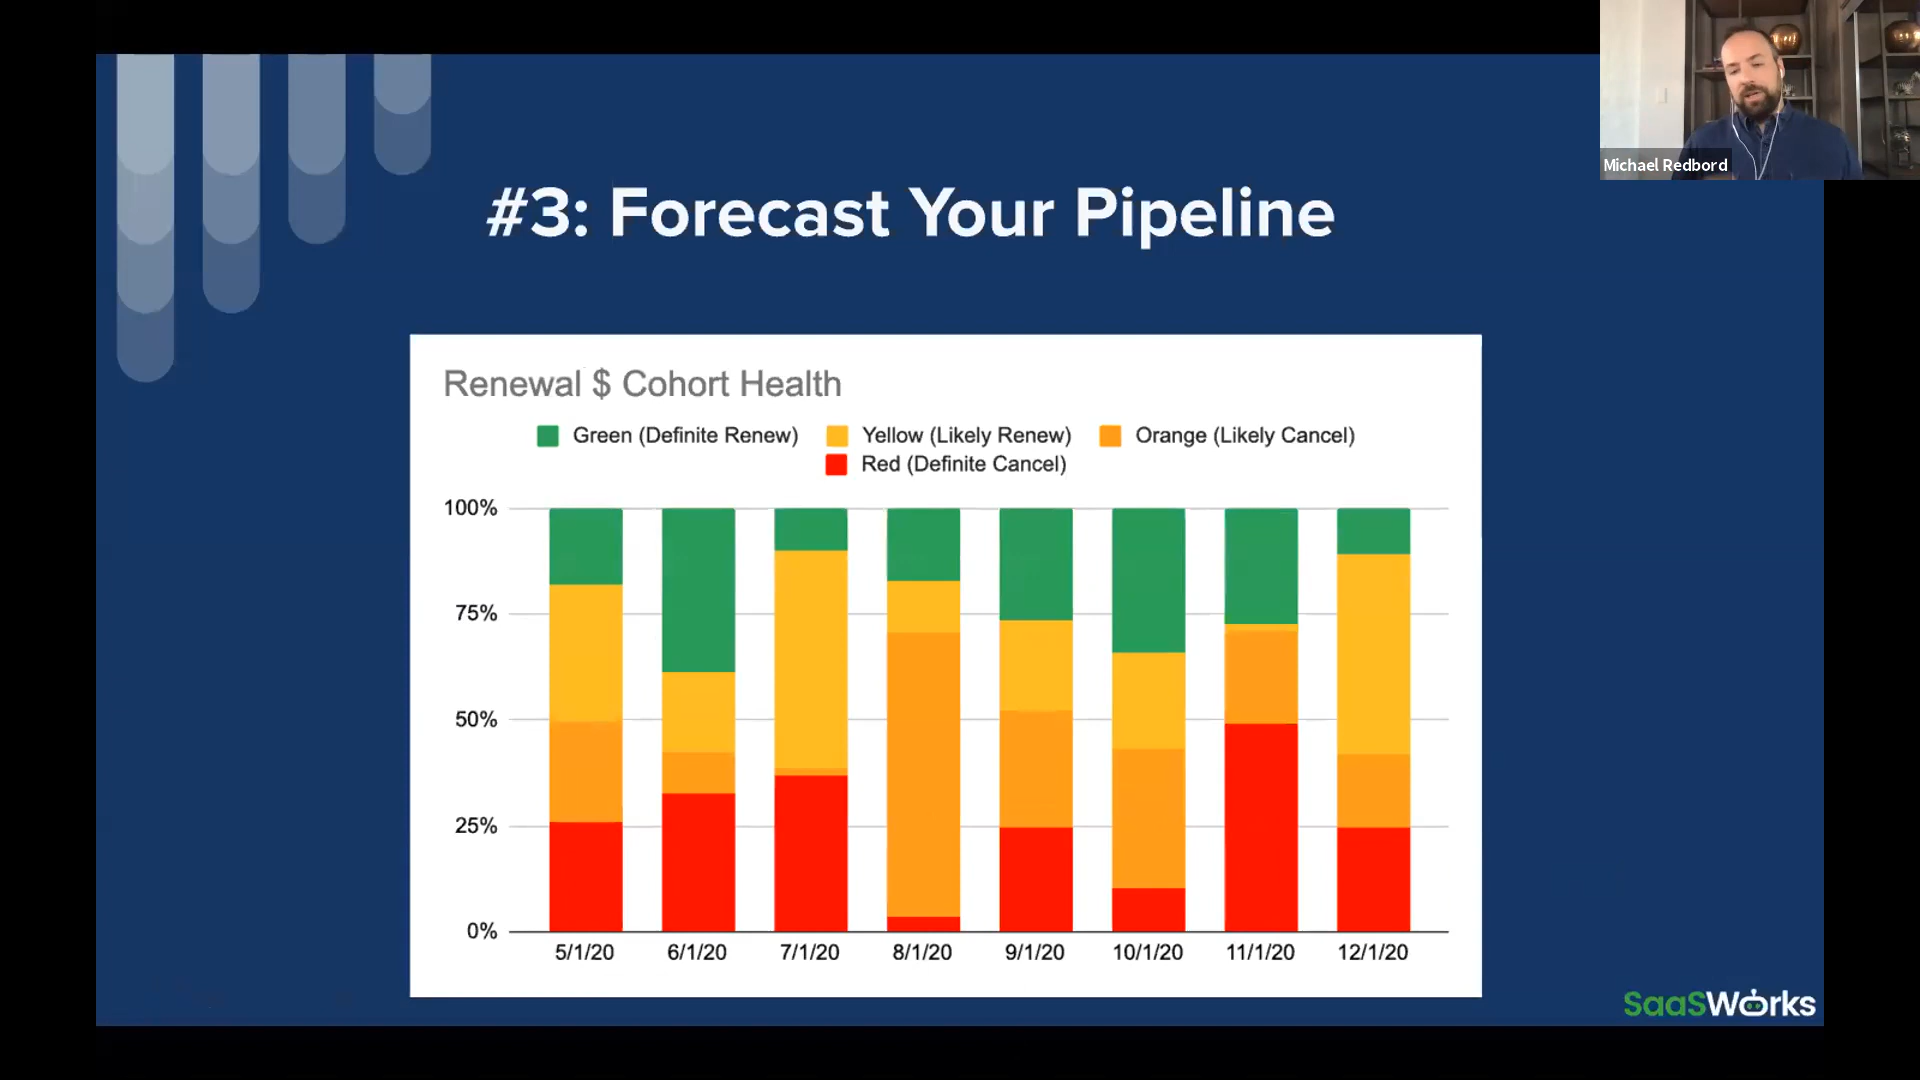 Michael Redbord
#3: Forecast Your Pipeline
Renewal $ Cohort Health
Green (Definite Renew) Yellow (Likely Renew) Orange (Likely Cancel)
Red (Definite Cancel)
100%
75%
50%
25%
0%
5/1/20 6/1/20 7/1/20 8/1/20 9/1/20 10/1/20 11/1/20 12/1/20
SaaSWorks